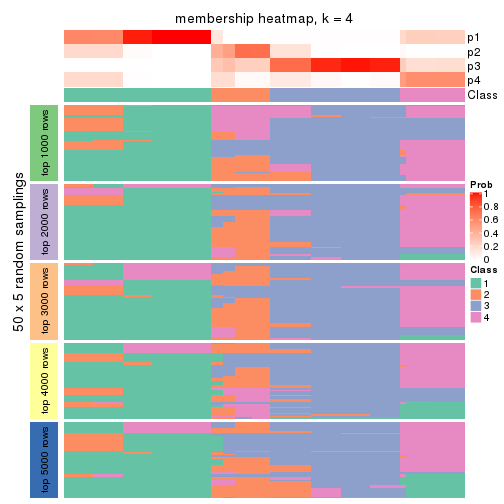 membership heatmap, k = 4
p1
p2
p3
p4
Class
50 x 5 random samplings
top 1000 rows
top 2000 rows
top 3000 rows
top 4000 rows
top 5000 rows
Prob
1
0.8
0.6
0.4
0.2
0
Class
1
2
3
4